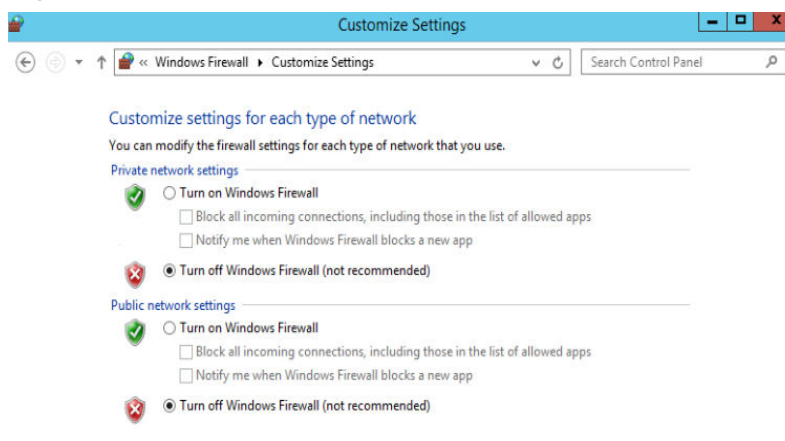 Customize Settings
« Windows Firewall ▸ Customize Settings Search Control Panel
Customize settings for each type of network
You can modify the firewall settings for each type of network that you use.
Private network settings
Turn on Windows Firewall
Block all incoming connections, including those in the list of allowed apps
Notify me when Windows Firewall blocks a new app
Turn off Windows Firewall (not recommended)
Public network settings
Turn on Windows Firewall
Block all incoming connections, including those in the list of allowed apps
Notify me when Windows Firewall blocks a new app
Turn off Windows Firewall (not recommended)